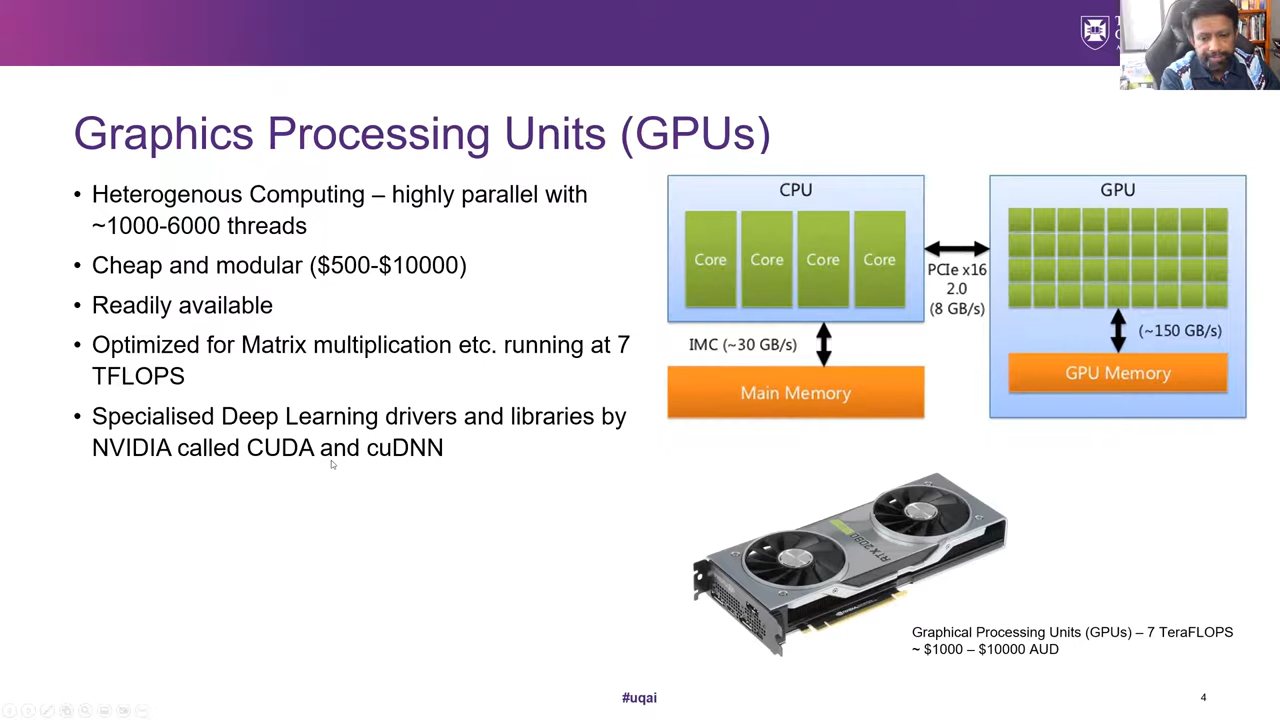 Graphics Processing Units (GPUs)
• Heterogenous Computing – highly parallel with
~1000-6000 threads
• Cheap and modular ($500-$10000)
• Readily available
• Optimized for Matrix multiplication etc. running at 7
TFLOPS
• Specialised Deep Learning drivers and libraries by
NVIDIA called CUDA and cuDNN
CPU
Core Core Core Core
IMC (~30 GB/s)
Main Memory
PCIe x16
2.0
(8 GB/s)
GPU
(~150 GB/s)
GPU Memory
RTX 2080
Graphical Processing Units (GPUs) – 7 TeraFLOPS
~ $1000 – $10000 AUD
#uqai
4